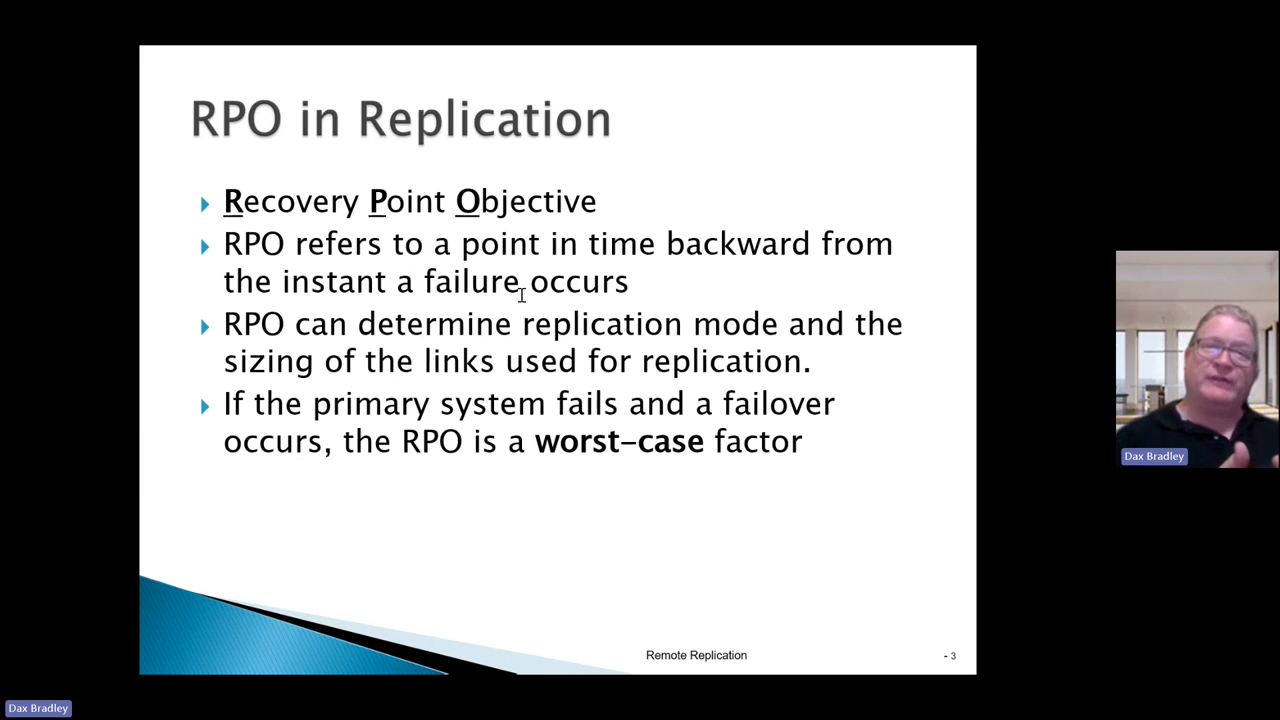 RPO in Replication
Recovery Point Objective
RPO refers to a point in time backward from
the instant a failure occurs
RPO can determine replication mode and the
sizing of the links used for replication.
If the primary system fails and a failover
occurs, the RPO is a worst-case factor
Remote Replication
- 3
Dax Bradley
Dax Bradley